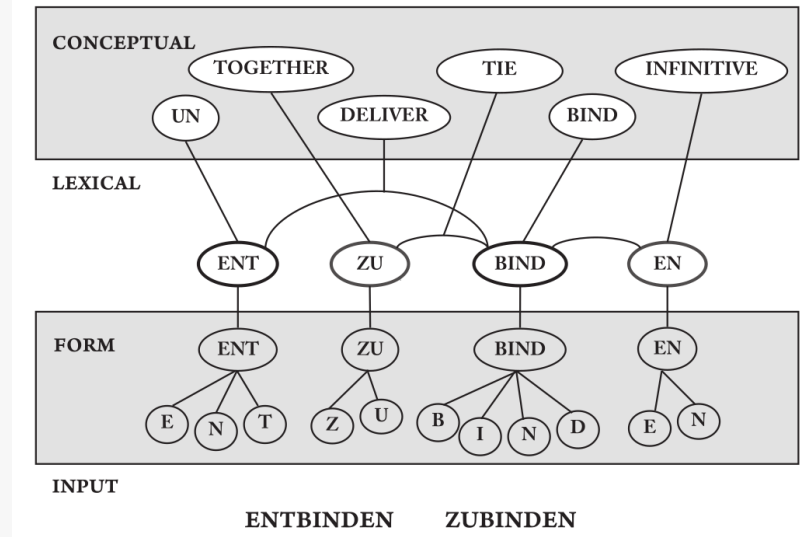 CONCEPTUAL
TOGETHER TIE INFINITIVE
UN DELIVER BIND
LEXICAL
ENT ZU BIND EN
FORM ENT ZU BIND EN
E N T Z U B I N D E N
INPUT
ENTBINDEN ZUBINDEN